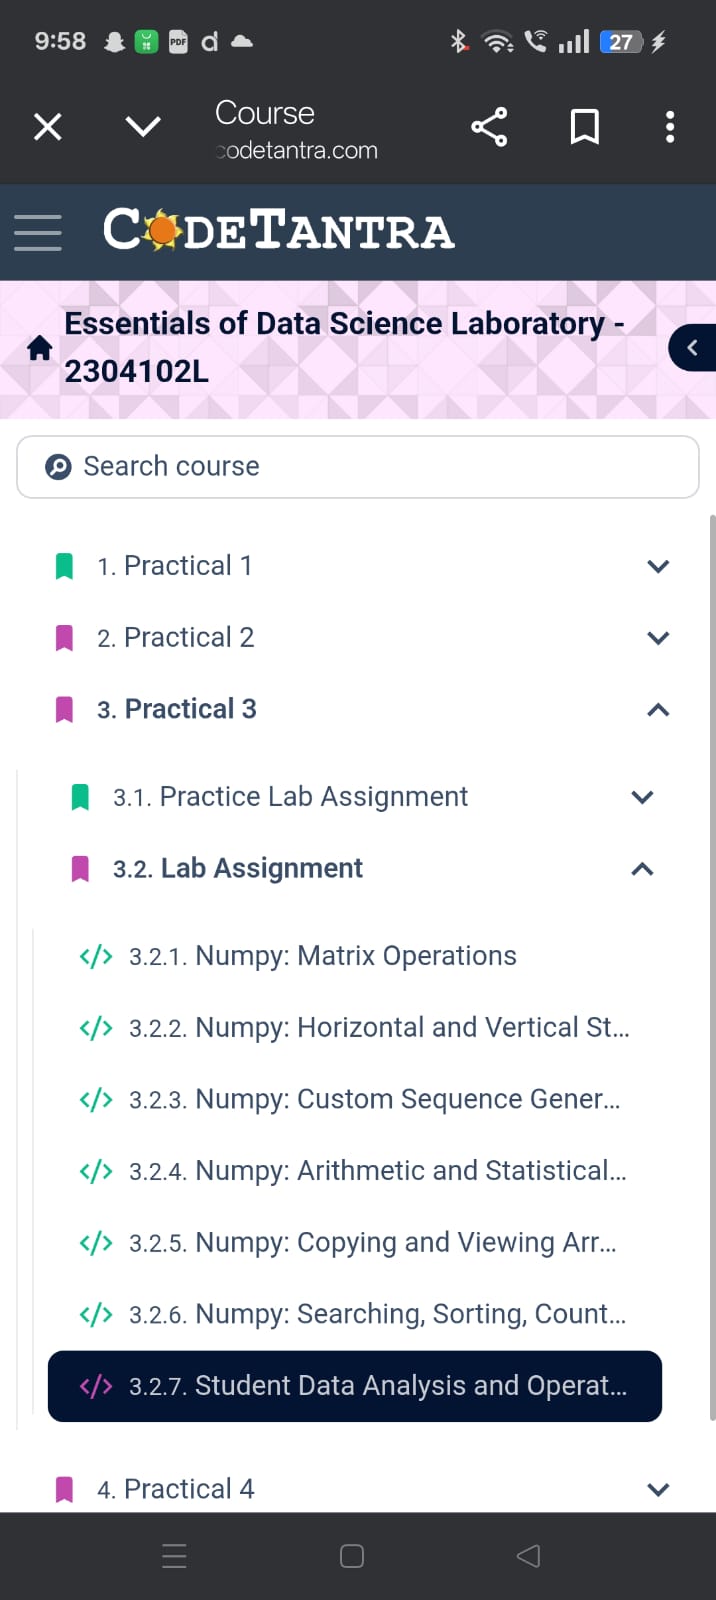 9:58
PDF
d
27
Course
codetantra.com
CODETANTRA
Essentials of Data Science Laboratory -
2304102L
Search course
1. Practical 1
2. Practical 2
3. Practical 3
3.1. Practice Lab Assignment
3.2. Lab Assignment
</> 3.2.1. Numpy: Matrix Operations
</> 3.2.2. Numpy: Horizontal and Vertical St...
</> 3.2.3. Numpy: Custom Sequence Gener...
</> 3.2.4. Numpy: Arithmetic and Statistical...
</> 3.2.5. Numpy: Copying and Viewing Arr...
</> 3.2.6. Numpy: Searching, Sorting, Count...
</> 3.2.7. Student Data Analysis and Operat...
4. Practical 4